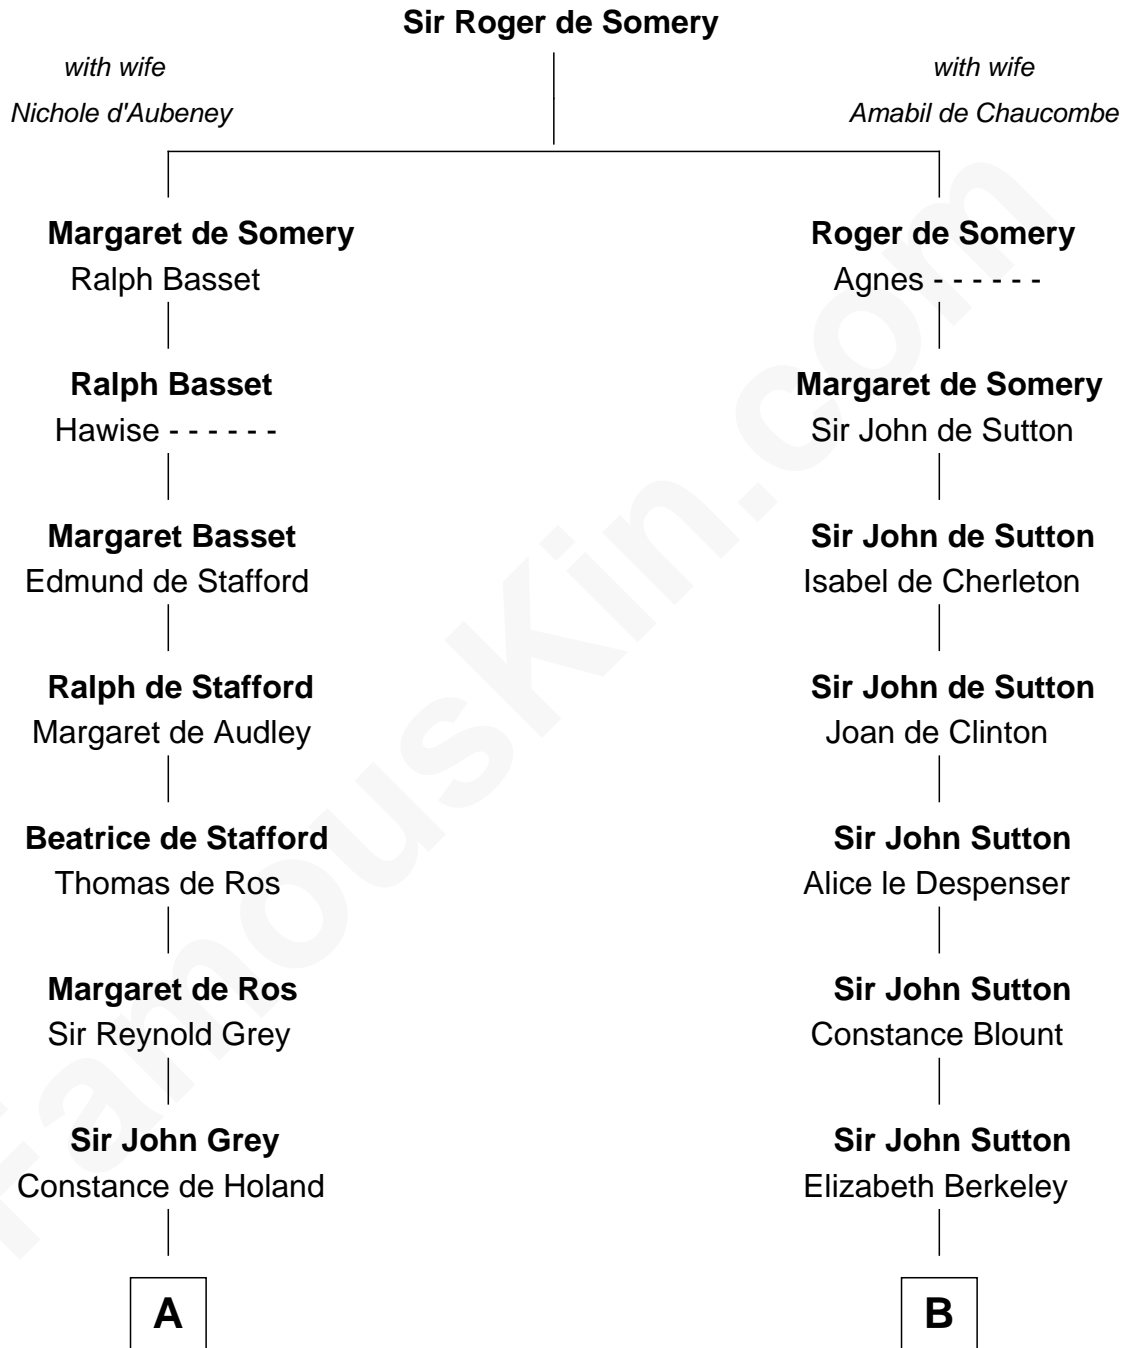 Sir Roger de Somery
with wife
Nichole d'Aubeney
with wife
Amabil de Chaucombe
Margaret de Somery
Ralph Basset
Roger de Somery
Agnes - - - - - -
Ralph Basset
Hawise - - - - - -
Margaret de Somery
Sir John de Sutton
Margaret Basset
Edmund de Stafford
Sir John de Sutton
Isabel de Cherleton
Ralph de Stafford
Margaret de Audley
Sir John de Sutton
Joan de Clinton
Beatrice de Stafford
Thomas de Ros
Sir John Sutton
Alice le Despenser
Margaret de Ros
Sir Reynold Grey
Sir John Sutton
Constance Blount
Sir John Grey
Constance de Holand
Sir John Sutton
Elizabeth Berkeley
A
B
FamousKin.com